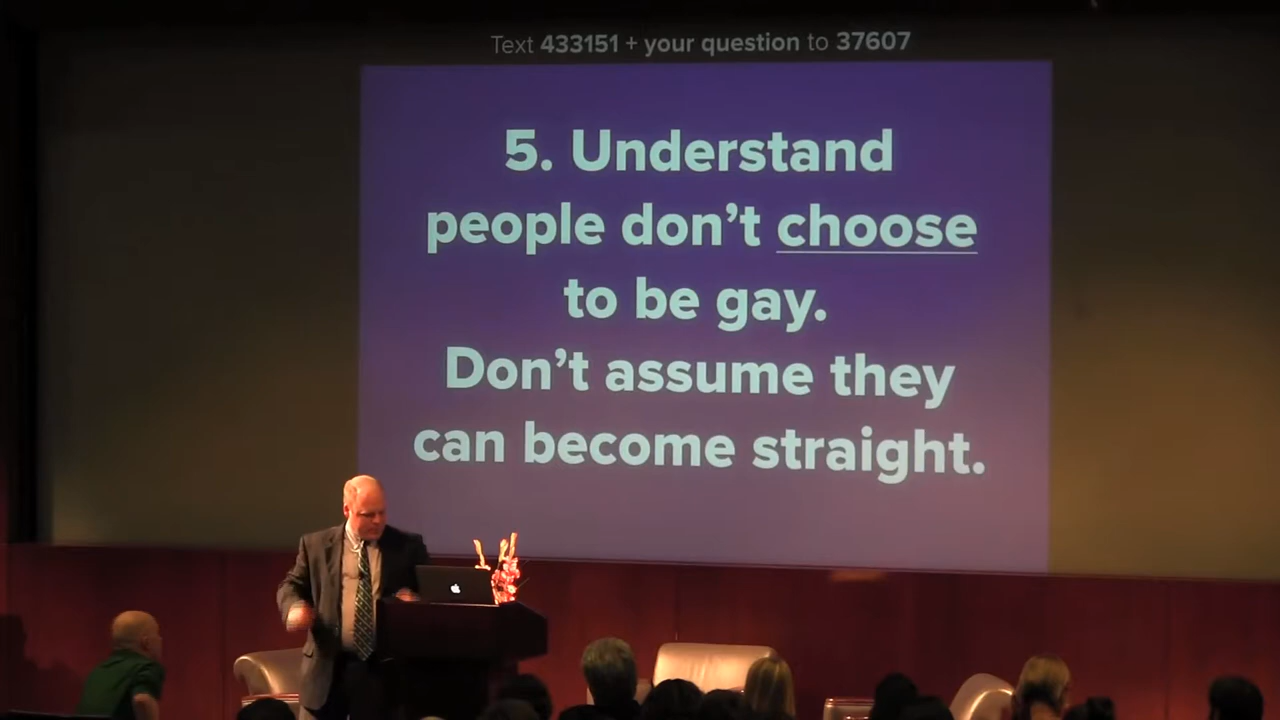 Text 433151 + your question to 37607
5. Understand
people don't choose
to be gay.
Don't assume they
can become straight.